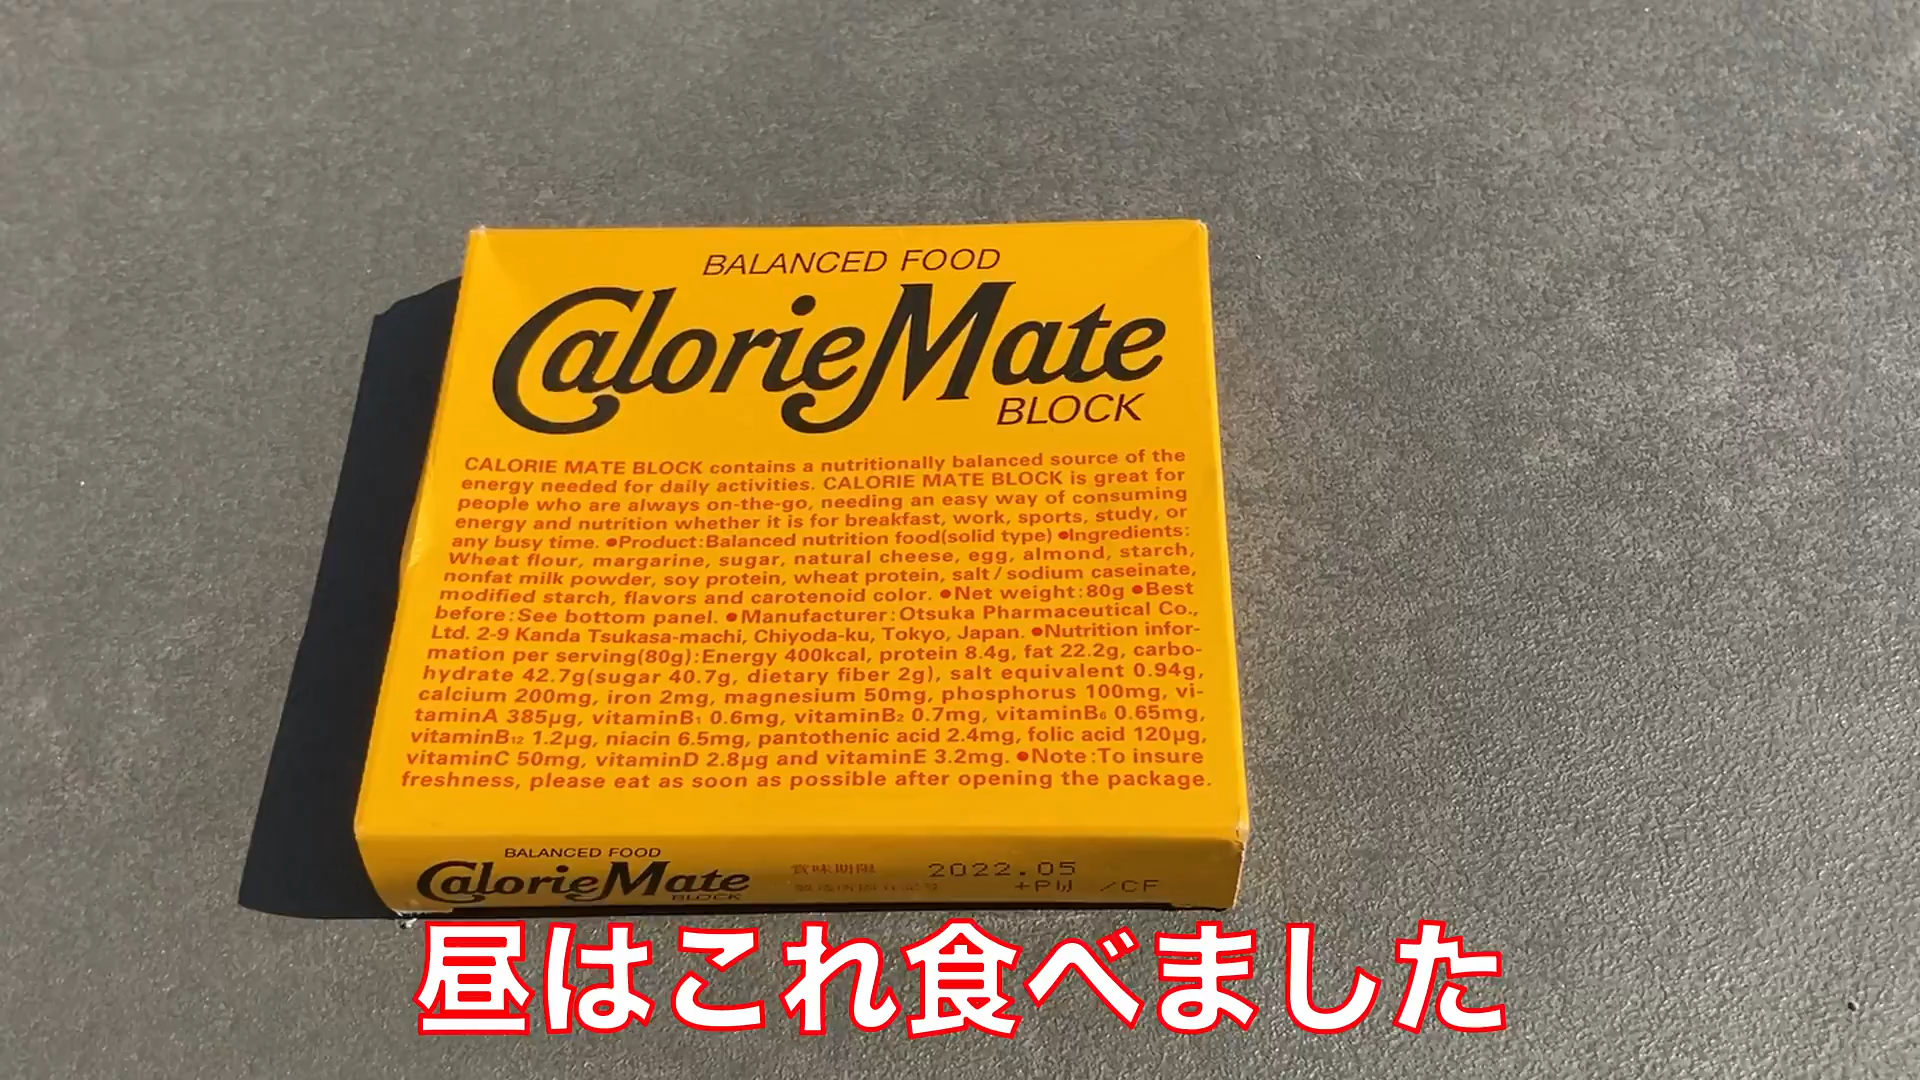 BALANCED FOOD
CalorieMate
BLOCK
CALORIE MATE BLOCK contains a nutritionally balanced source of the
energy needed for daily activities. CALORIE MATE BLOCK is great for
people who are always on-the-go, needing an easy way of consuming
energy and nutrition whether it is for breakfast, work, sports, study, or
any busy time. ●Product:Balanced nutrition food(solid type) ●Ingredients:
Wheat flour, margarine, sugar, natural cheese, egg, almond, starch,
nonfat milk powder, soy protein, wheat protein, salt/sodium caseinate,
modified starch, flavors and carotenoid color. ●Net weight:80g ●Best
before:See bottom panel. ●Manufacturer:Otsuka Pharmaceutical Co.,
Ltd. 2-9 Kanda Tsukasa-machi, Chiyoda-ku, Tokyo, Japan. ●Nutrition infor-
mation per serving(80g):Energy 400kcal, protein 8.4g, fat 22.2g, carbo-
hydrate 42.7g(sugar 40.7g, dietary fiber 2g), salt equivalent 0.94g,
calcium 200mg, iron 2mg, magnesium 50mg, phosphorus 100mg, vi-
taminA 385μg, vitaminB₁ 0.6mg, vitaminB₂ 0.7mg, vitaminB₆ 0.65mg,
vitaminB₁₂ 1.2μg, niacin 6.5mg, pantothenic acid 2.4mg, folic acid 120μg,
vitaminC 50mg, vitaminD 2.8μg and vitaminE 3.2mg. ●Note:To insure
freshness, please eat as soon as possible after opening the package.
BALANCED FOOD
CalorieMate
BLOCK
賞味期限 2022.05
+PW /CF
昼はこれ食べました